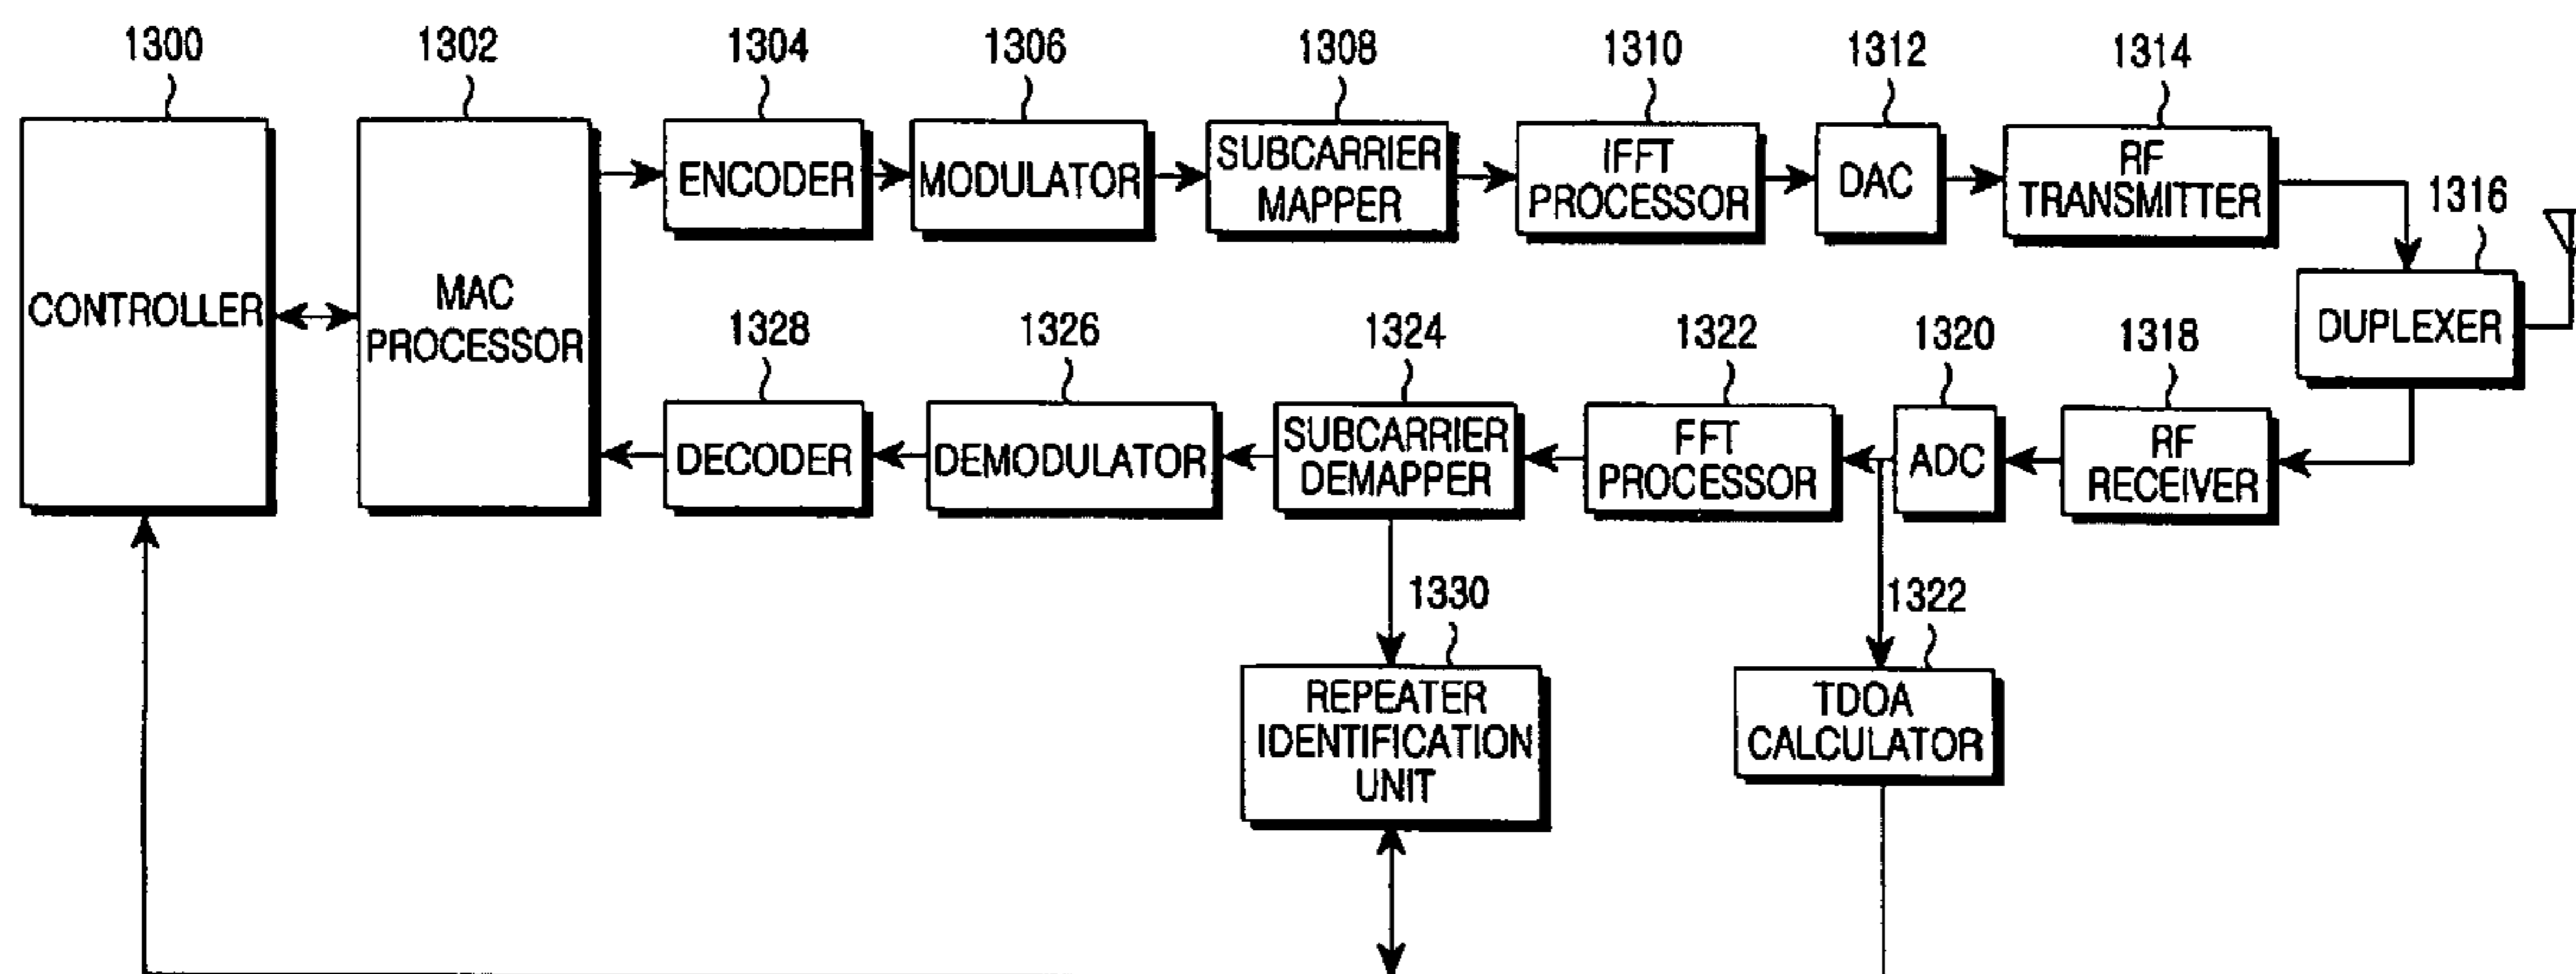 1300
1302
1304
1306
1308
1310
1312
1314
CONTROLLER
MAC
PROCESSOR
ENCODER
MODULATOR
SUBCARRIER
MAPPER
IFFT
PROCESSOR
DAC
RF
TRANSMITTER
1316
DUPLEXER
1328
1326
1324
1322
1320
1318
DECODER
DEMODULATOR
SUBCARRIER
DEMAPPER
FFT
PROCESSOR
ADC
RF
RECEIVER
1330
1322
REPEATER
IDENTIFICATION
UNIT
TDOA
CALCULATOR